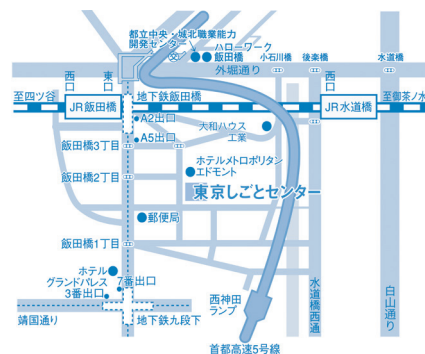 都立中央・城北職業能力
開発センター
ハローワーク
飯田橋
小石川橋
後楽橋
水道橋
外堀通り
西口
東口
西口
至四ツ谷
JR飯田橋
地下鉄飯田橋
JR水道橋
至御茶ノ水
A2出口
A5出口
大和ハウス
工業
飯田橋3丁目
ホテルメトロポリタン
エドモント
飯田橋2丁目
東京しごとセンター
郵便局
飯田橋1丁目
ホテル
グランドパレス
7番出口
3番出口
西神田
ランプ
水道橋西通
白山通り
靖国通り
地下鉄九段下
首都高速5号線